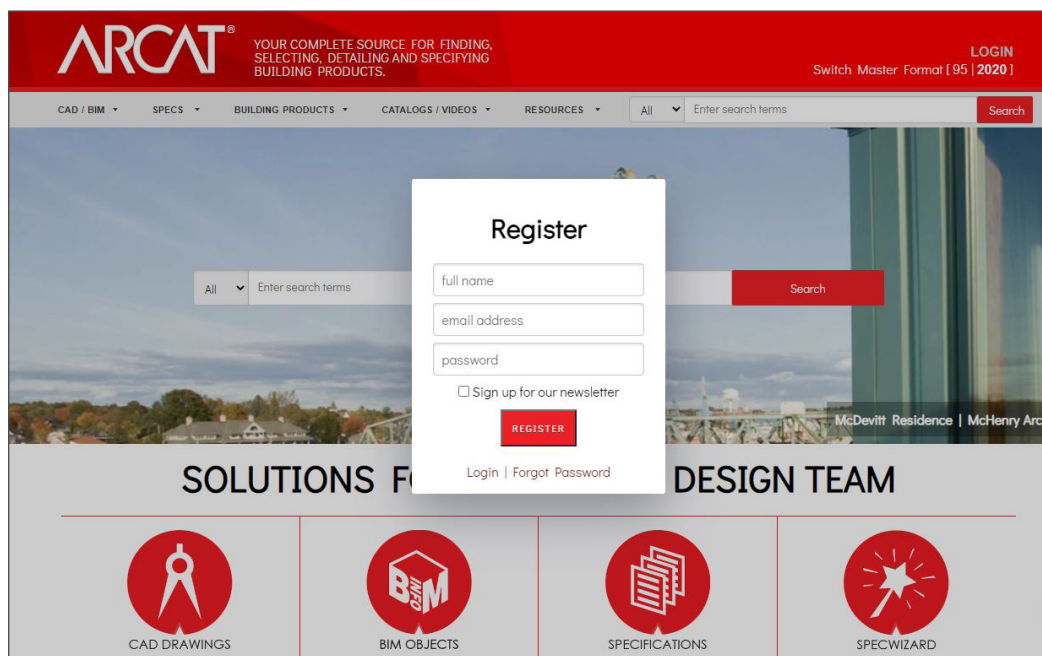 ARCAT®
YOUR COMPLETE SOURCE FOR FINDING,
SELECTING, DETAILING AND SPECIFYING
BUILDING PRODUCTS.
LOGIN
Switch Master Format [ 95 | 2020 ]
CAD / BIM
SPECS
BUILDING PRODUCTS
CATALOGS / VIDEOS
RESOURCES
All
Enter search terms
Search
All
Enter search terms
Search
Register
full name
email address
password
Sign up for our newsletter
REGISTER
Login | Forgot Password
McDevitt Residence | McHenry Arc
SOLUTIONS F DESIGN TEAM
CAD DRAWINGS
BIM INFO
BIM OBJECTS
SPECIFICATIONS
SPECWIZARD